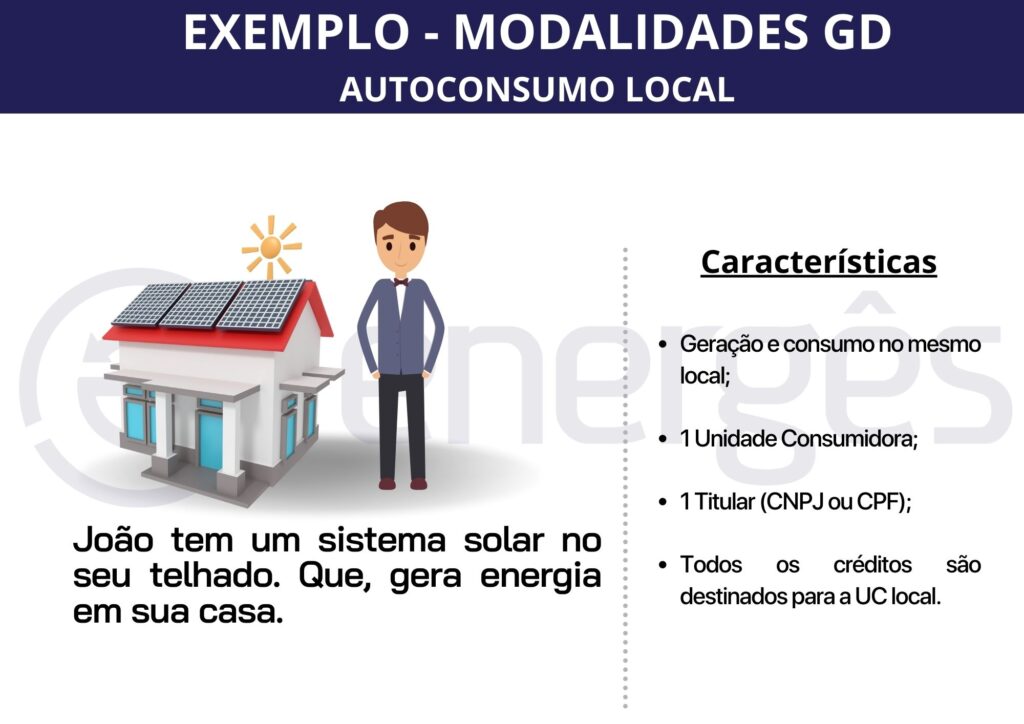 EXEMPLO - MODALIDADES GD
AUTOCONSUMO LOCAL
energês
João tem um sistema solar no
seu telhado. Que, gera energia
em sua casa.
Características
• Geração e consumo no mesmo
local;
• 1 Unidade Consumidora;
• 1 Titular (CNPJ ou CPF);
• Todos os créditos são
destinados para a UC local.